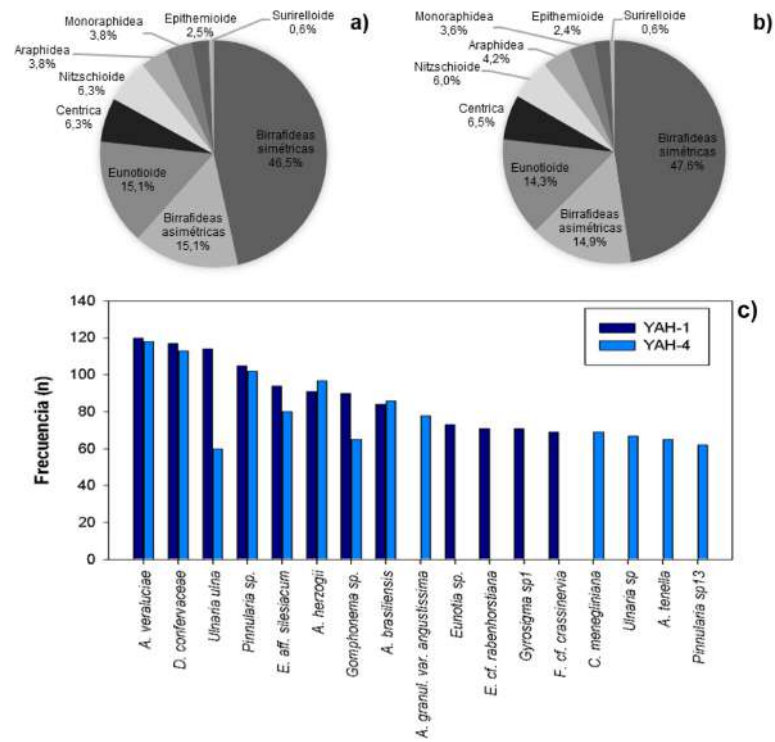 a)
Monoraphidea
3,8%
Epithemioide
2,5%
Surirelloide
0,6%
Araphidea
3,8%
Nitzschioide
6,3%
Centrica
6,3%
Eunotioide
15,1%
Birrafideas
asimétricas
15,1%
Birrafideas
simétricas
46,5%
b)
Monoraphidea
3,6%
Epithemioide
2,4%
Surirelloide
0,6%
Araphidea
4,2%
Nitzschioide
6,0%
Centrica
6,5%
Eunotioide
14,3%
Birrafideas
asimétricas
14,9%
Birrafideas
simétricas
47,6%
c)
YAH-1
YAH-4
Frecuencia (n)
140
120
100
80
60
40
20
0
A. veraluciae
D. confervaceae
Ulnaria ulna
Pinnularia sp.
E. aff. silesiacum
A. herzogii
Gomphonema sp.
A. brasiliensis
A. granul. var. angustissima
Eunotia sp.
E. cf. rabenhorstiana
Gyrosigma sp1
F. cf. crassinervia
C. menegliniana
Ulnaria sp
A. tenella
Pinnularia sp13